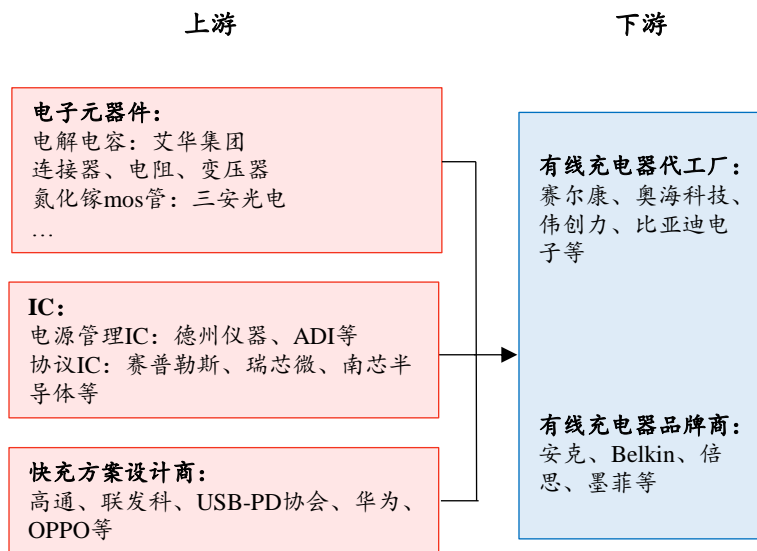 上游
下游
电子元器件：
电解电容：艾华集团
连接器、电阻、变压器
氮化镓mos管：三安光电
…
IC：
电源管理IC：德州仪器、ADI等
协议IC：赛普勒斯、瑞芯微、南芯半
导体等
快充方案设计商：
高通、联发科、USB-PD协会、华为、
OPPO等
有线充电器代工厂：
赛尔康、奥海科技、
伟创力、比亚迪电
子等
有线充电器品牌商：
安克、Belkin、倍
思、墨菲等